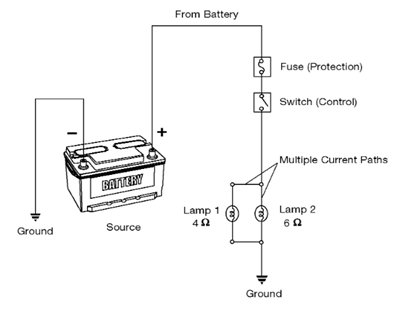 From Battery
Fuse (Protection)
Switch (Control)
−
+
BATTERY
Multiple Current Paths
Ground
Source
Lamp 1
4 Ω
Lamp 2
6 Ω
Ground